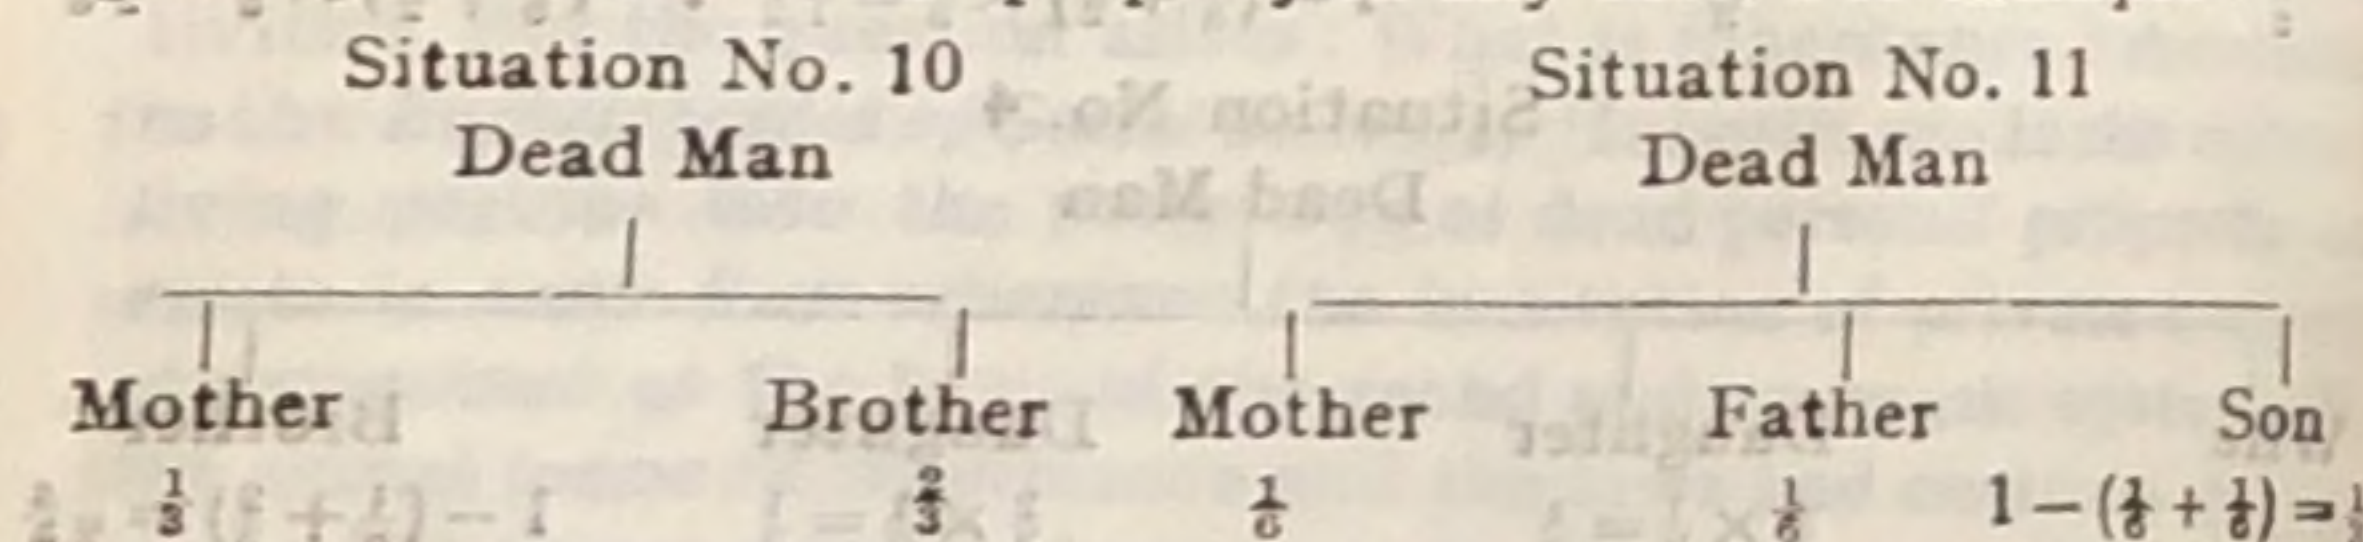 Situation No. 10
Dead Man
Mother Brother
1/3 2/3
Situation No. 11
Dead Man
Mother Father Son
1/6 1/6 1 – (1/6 + 1/6) =